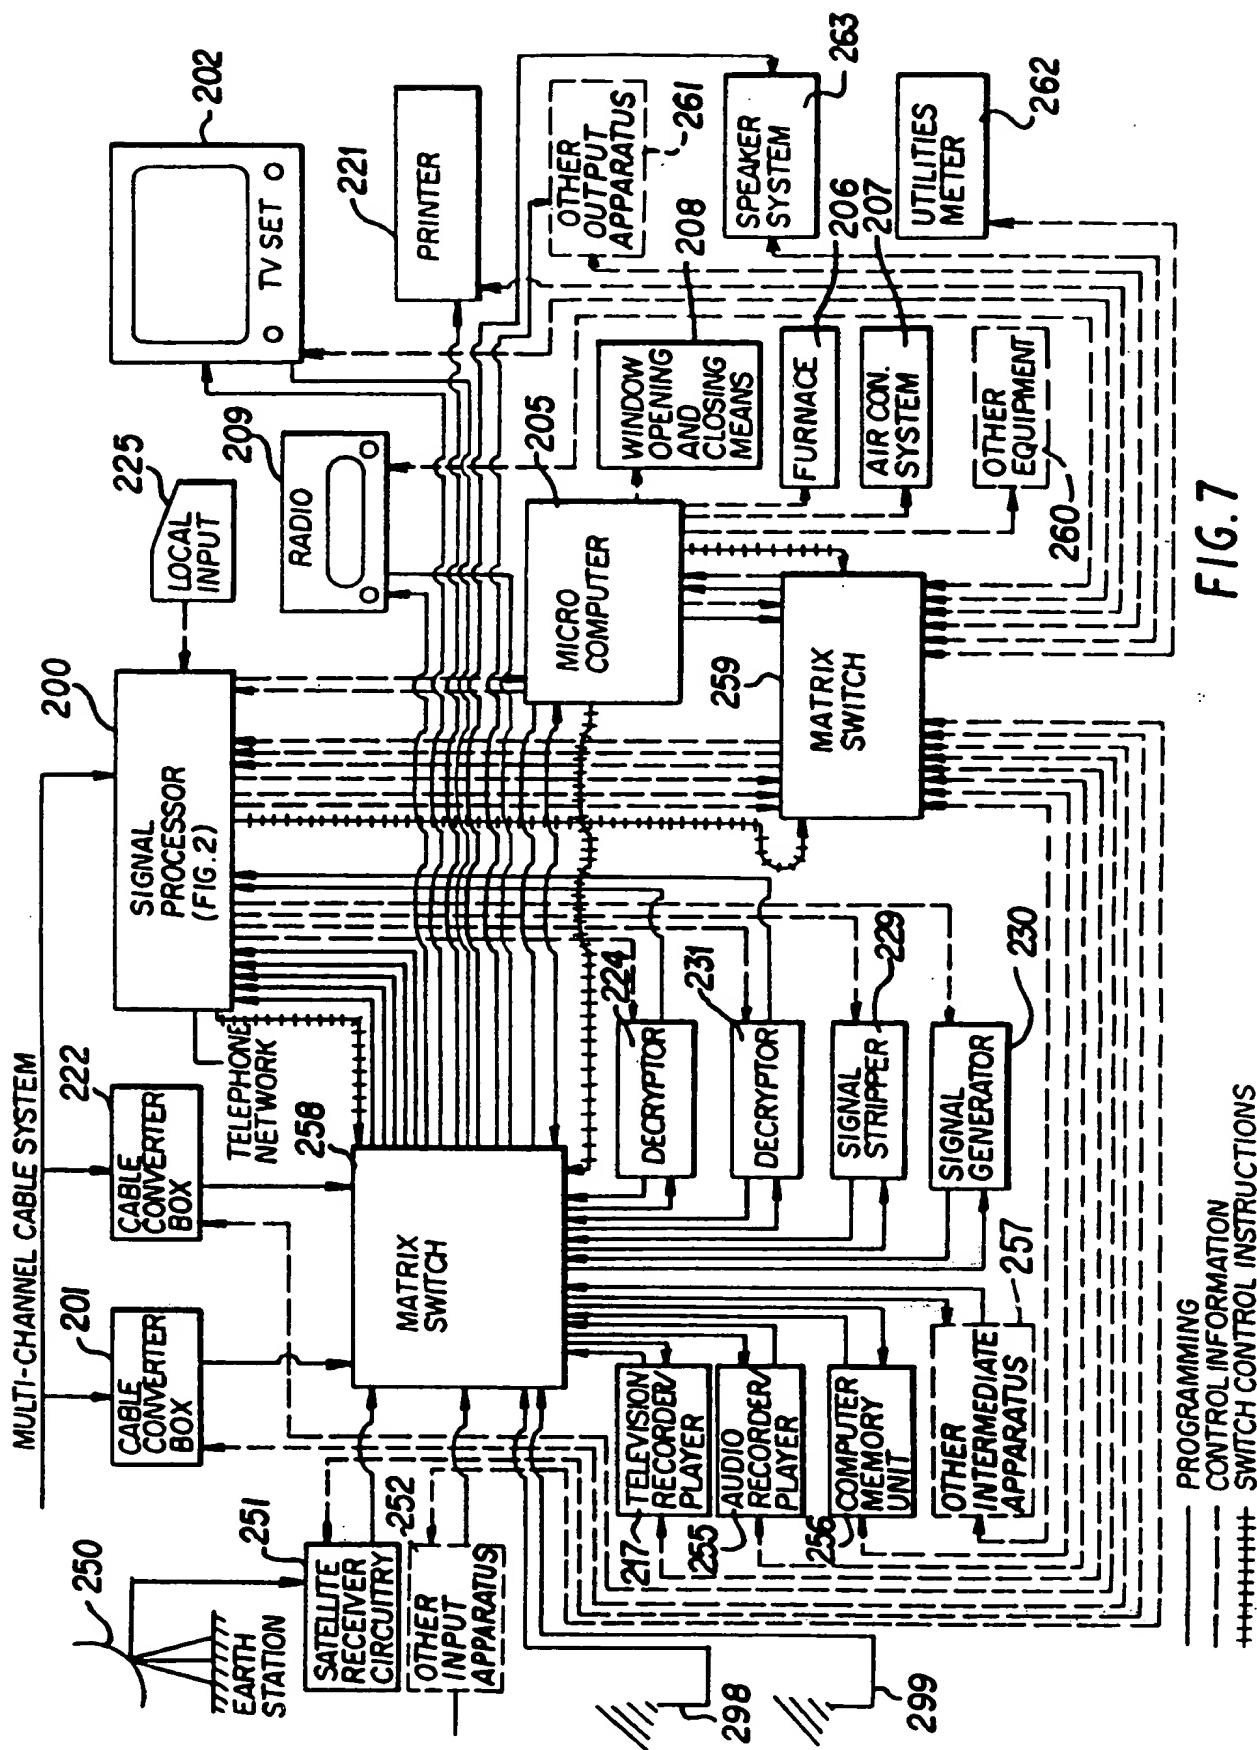 MULTI-CHANNEL CABLE SYSTEM
250
EARTH
STATION
251
SATELLITE
RECEIVER
CIRCUITRY
252
OTHER
INPUT
APPARATUS
298
299
201
CABLE
CONVERTER
BOX
222
CABLE
CONVERTER
BOX
TELEPHONE
NETWORK
258
MATRIX
SWITCH
200
SIGNAL
PROCESSOR
(FIG. 2)
225
LOCAL
INPUT
209
RADIO
202
TV SET
221
PRINTER
OTHER
OUTPUT
APPARATUS
261
SPEAKER
SYSTEM
263
UTILITIES
METER
262
205
MICRO
COMPUTER
208
WINDOW
OPENING
AND
CLOSING
MEANS
206
FURNACE
207
AIR CON.
SYSTEM
OTHER
EQUIPMENT
260
259
MATRIX
SWITCH
224
DECRYPTOR
231
DECRYPTOR
229
SIGNAL
STRIPPER
230
SIGNAL
GENERATOR
217
TELEVISION
RECORDER/
PLAYER
255
AUDIO
RECORDER/
PLAYER
256
COMPUTER
MEMORY
UNIT
257
OTHER
INTERMEDIATE
APPARATUS
PROGRAMMING
CONTROL INFORMATION
SWITCH CONTROL INSTRUCTIONS
FIG. 7